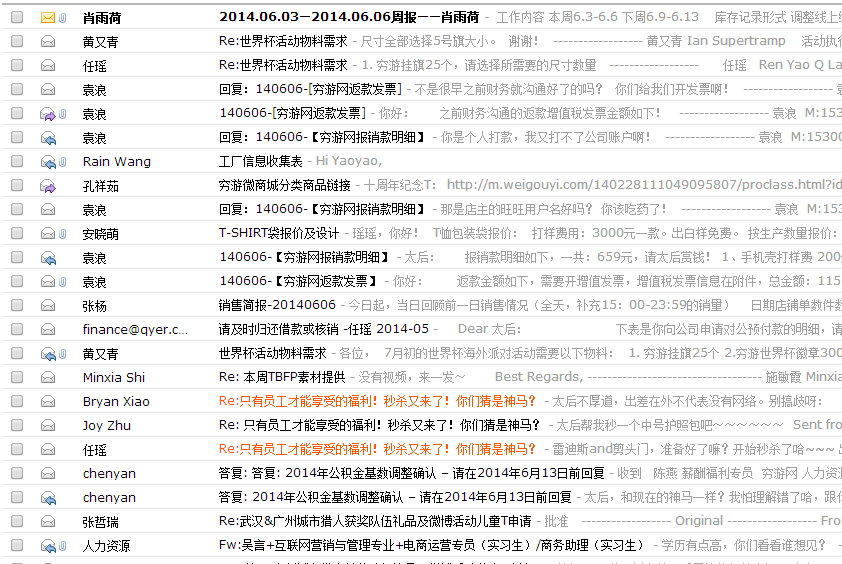 肖雨荷 2014.06.03—2014.06.06周报——肖雨荷 - 工作内容 本周6.3-6.6 下周6.9-6.13 库存记录形式 调整线上
黄又青 Re:世界杯活动物料需求 - 尺寸全部选择5号旗大小。 谢谢！ ------------------ 黄又青 Ian Supertramp 活动执行
任瑶 Re:世界杯活动物料需求 - 1. 穷游挂旗25个，请选择所需要的尺寸数量 ------------------ 任瑶 Ren Yao Q La
袁浪 回复：140606-[穷游网返款发票] - 不是很早之前财务就沟通好了的吗？ 你们给我们开发票啊！ ------------------
袁浪 140606-[穷游网返款发票] - 你好： 之前财务沟通的返款增值税发票金额如下！ ------------------ 袁浪 M:15300
袁浪 回复：140606-【穷游网报销款明细】 - 你是个人打款，我又打不了公司账户啊！ ------------------ 袁浪 M:1530
Rain Wang 工厂信息收集表 - Hi Yaoyao,
孔祥茹 穷游微商城分类商品链接 - 十周年纪念T: http://m.weigouyi.com/140228111049095807/proclass.html?id
袁浪 回复：140606-【穷游网报销款明细】 - 那是店主的旺旺用户名好吗？ 你该吃药了！ ------------------ 袁浪 M:153
安晓萌 T-SHIRT袋报价及设计 - 瑶瑶，你好！ T恤包装袋报价： 打样费用：3000元一款。出白样免费。 按生产数量报价：
袁浪 140606-【穷游网报销款明细】 - 太后： 报销款明细如下，一共：659元，请太后赏钱！ 1、手机壳打样费 200
袁浪 140606-【穷游网返款发票】 - 你好： 返款金额如下，需要开增值发票，增值税发票信息在附件，总金额：115
张杨 销售简报-20140606 - 今日起，当日回顾前一日销售情况（全天，补充15：00-23:59的销量） 日期店铺单数件数
finance@qyer.c... 请及时归还借款或核销 -任瑶 2014-05 - Dear 太后： 下表是你向公司申请对公预付款的明细，请
黄又青 世界杯活动物料需求 - 各位， 7月初的世界杯海外派对活动需要以下物料： 1. 穷游挂旗25个 2.穷游世界杯徽章300
Minxia Shi Re: 本周TBFP素材提供 - 没有视频，来一发~ Best Regards, ---------------------------------- 施敏霞 Minxia
Bryan Xiao Re:只有员工才能享受的福利！秒杀又来了！你们猜是神马？ - 太后不厚道，出差在外不代表没有网络。别搞歧呀：
Joy Zhu Re: 只有员工才能享受的福利！秒杀又来了！你们猜是神马？ - 太后帮我秒一个中号护照包吧~~~~~~ Sent fro
任瑶 Re:只有员工才能享受的福利！秒杀又来了！你们猜是神马？ - 雷迪斯and剪头门，准备好了嘛？开始秒杀了哈~~~
chenyan 答复: 答复: 2014年公积金基数调整确认 – 请在2014年6月13日前回复 - 收到 陈燕 薪酬福利专员 穷游网 人力资源
chenyan 答复: 2014年公积金基数调整确认 – 请在2014年6月13日前回复 - 太后，和现在的神马一样？我怕理解错了哈，跟
张哲瑞 Re:武汉&广州城市猎人获奖队伍礼品及微博活动儿童T申请 - 批准 ------------------ Original ------------------ From
人力资源 Fw:吴言+互联网营销与管理专业+电商运营专员（实习生）/商务助理（实习生） - 学历有点高，你们看看谁想见？